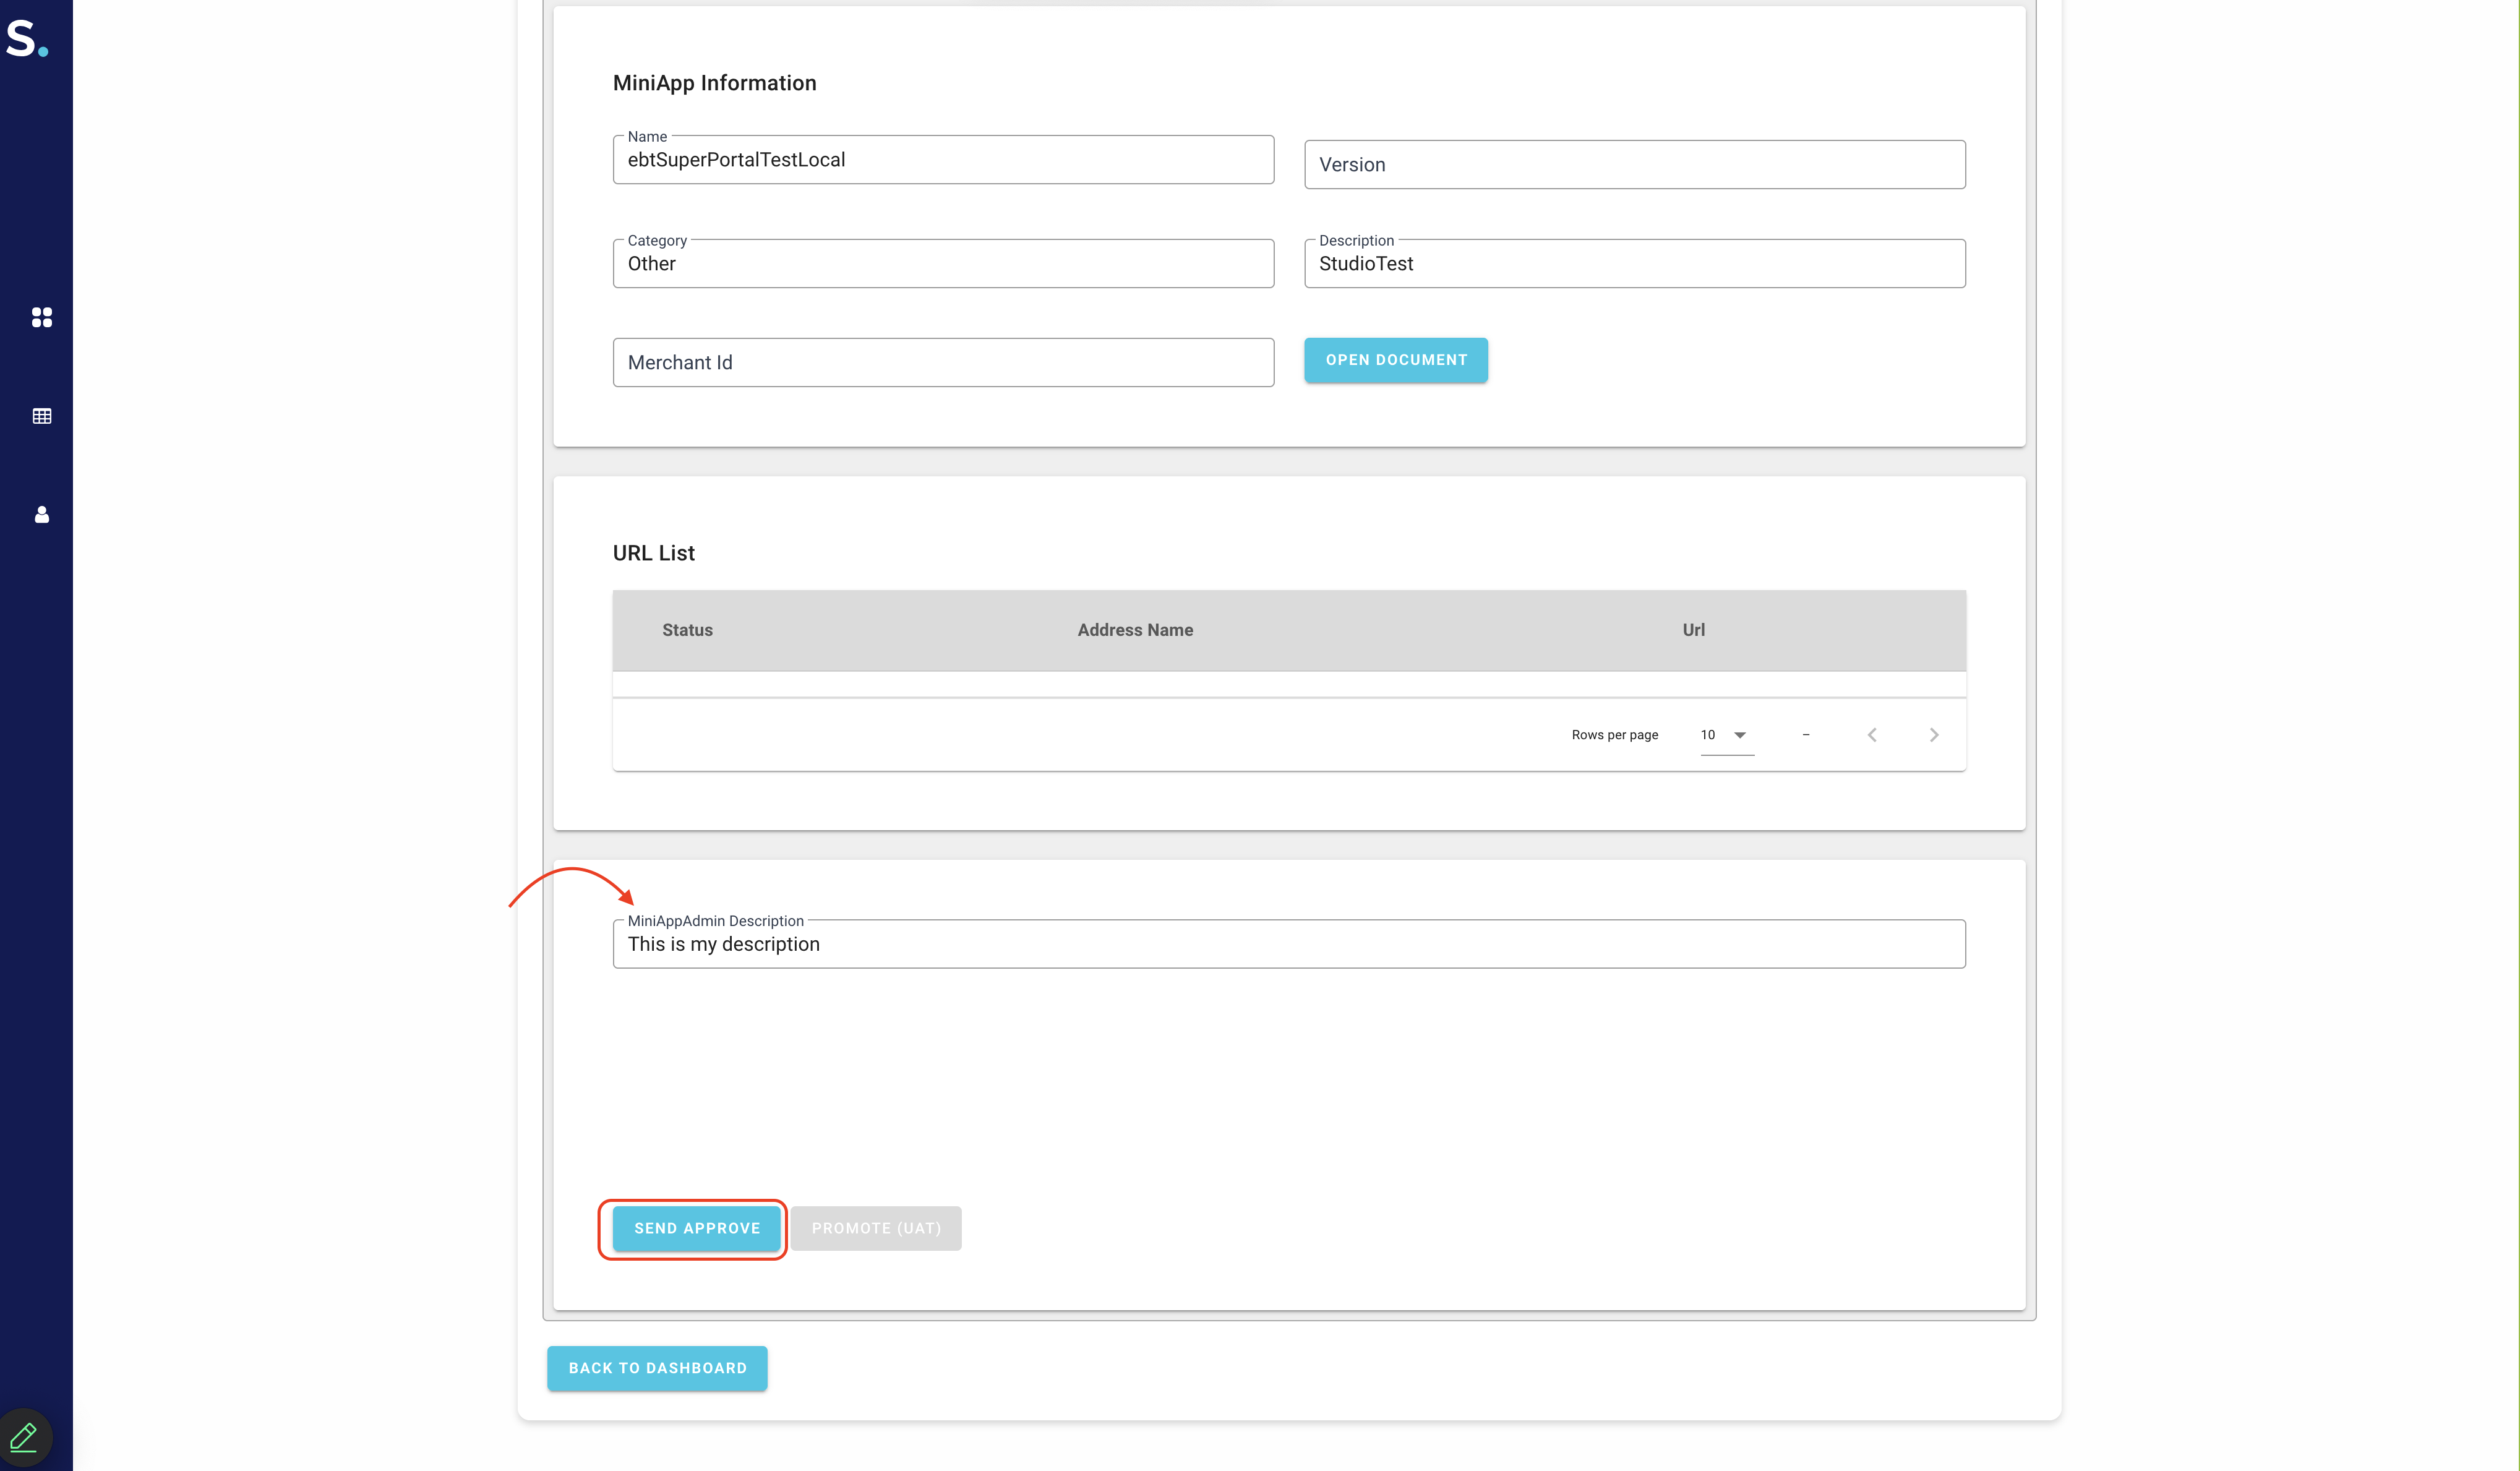 S.
MiniApp Information
Name
ebtSuperPortalTestLocal
Version
Category
Other
Description
StudioTest
Merchant Id
OPEN DOCUMENT
URL List
Status Address Name Url
Rows per page 10 –
MiniAppAdmin Description
This is my description
SEND APPROVE PROMOTE (UAT)
BACK TO DASHBOARD